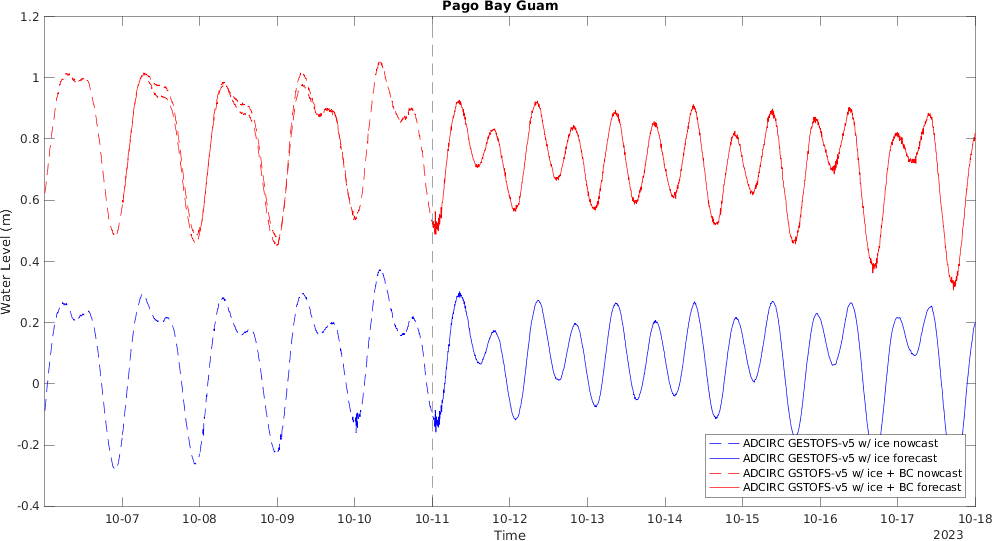 Pago Bay Guam
Water Level (m)
1.2
1
0.8
0.6
0.4
0.2
0
-0.2
-0.4
ADCIRC GESTOFS-v5 w/ ice nowcast
ADCIRC GESTOFS-v5 w/ ice forecast
ADCIRC GSTOFS-v5 w/ ice + BC nowcast
ADCIRC GSTOFS-v5 w/ ice + BC forecast
10-07 10-08 10-09 10-10 10-11 10-12 10-13 10-14 10-15 10-16 10-17 10-18
Time
2023